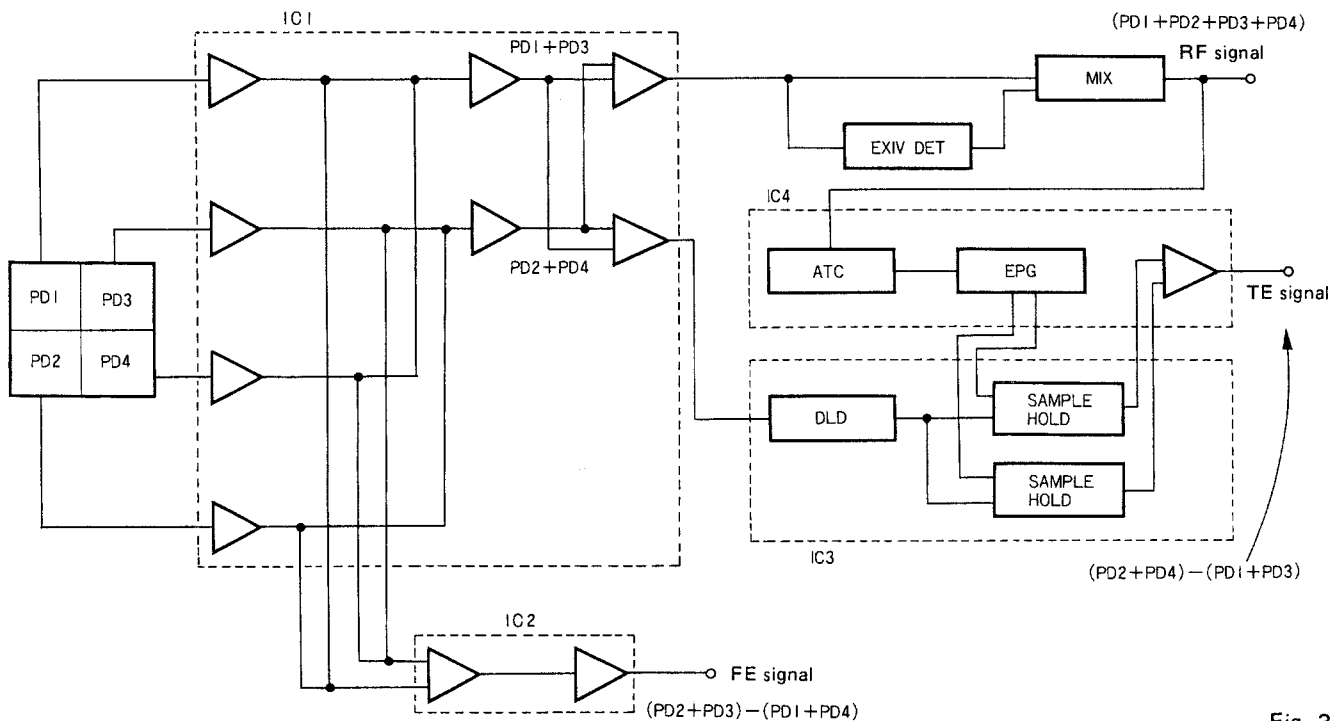 IC1
(PD1+PD2+PD3+PD4)
RF signal
PD1+PD3
MIX
EXIV DET
IC4
PD2+PD4
ATC
EPG
TE signal
PD1
PD3
PD2
PD4
DLD
SAMPLE
HOLD
SAMPLE
HOLD
IC3
(PD2+PD4)-(PD1+PD3)
IC2
FE signal
(PD2+PD3)-(PD1+PD4)
Fig. 2